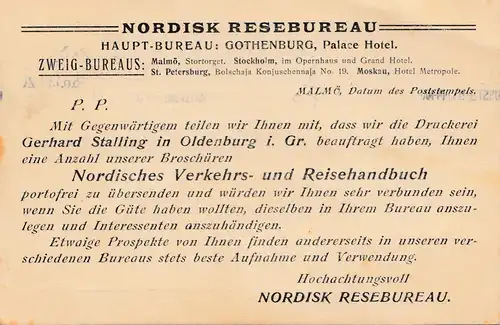 NORDISK RESEBUREAU
HAUPT-BUREAU: GOTHENBURG, Palace Hotel.
ZWEIG-BUREAUS: Malmö, Stortorget. Stockholm, im Opernhaus und Grand Hotel.
St. Petersburg, Bolschaja Konjuschennaja No. 19. Moskau, Hotel Metropole.
MALMÖ, Datum des Poststempels.
P. P.
Mit Gegenwärtigem teilen wir Ihnen mit, dass wir die Druckerei
Gerhard Stalling in Oldenburg i. Gr. beauftragt haben, Ihnen
eine Anzahl unserer Broschüren
Nordisches Verkehrs- und Reisehandbuch
portofrei zu übersenden und würden wir Ihnen sehr verbunden sein,
wenn Sie die Güte haben wollten, dieselben in Ihrem Bureau auszu-
legen und Interessenten anszuhändigen.
Etwaige Prospekte von Ihnen finden andererseits in unseren ver-
schiedenen Bureaus stets beste Aufnahme und Verwendung.
Hochachtungsvoll
NORDISK RESEBUREAU.